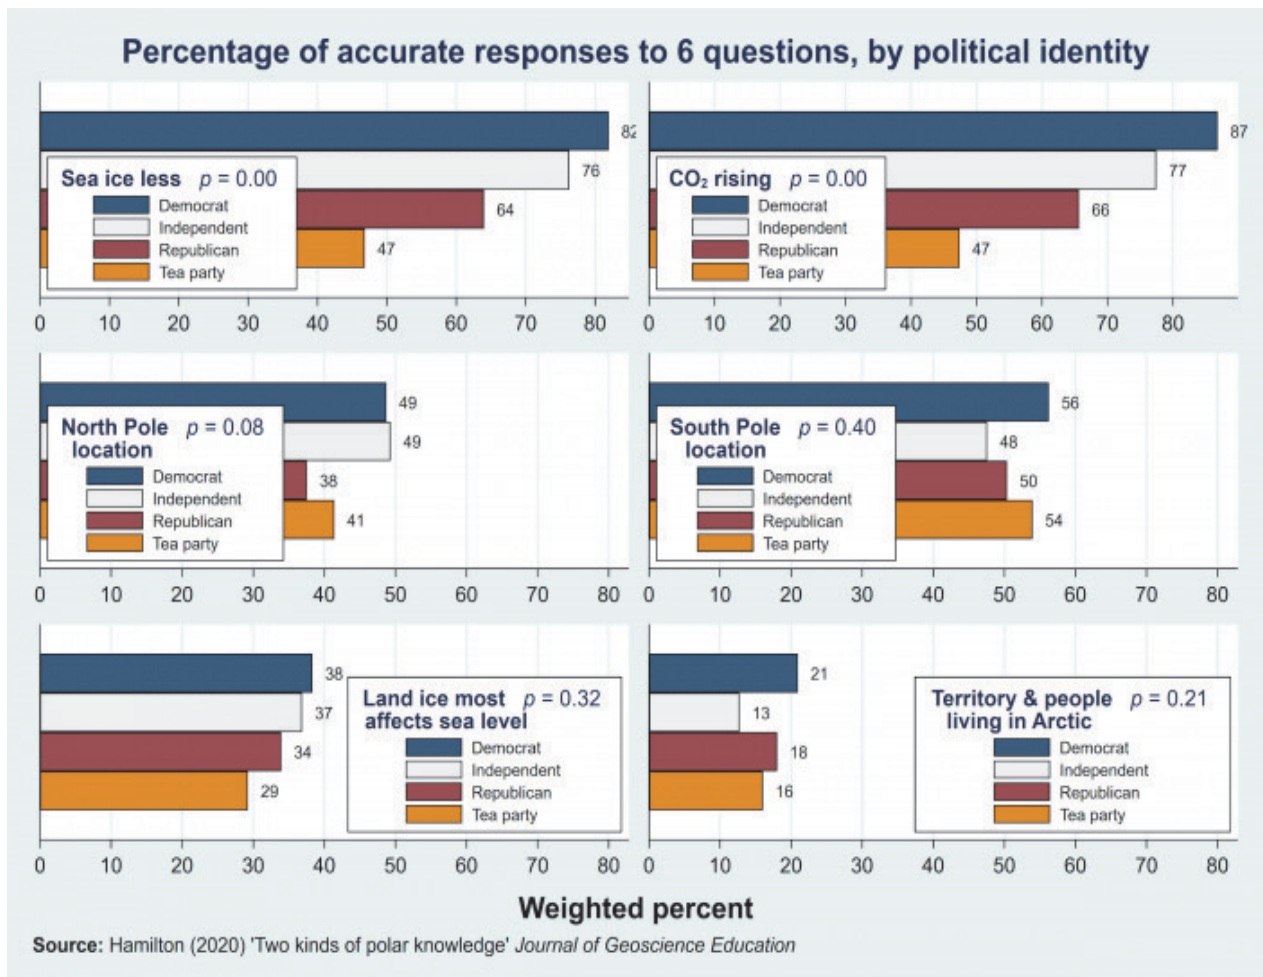 Percentage of accurate responses to 6 questions, by political identity
82
76
64
47
Sea ice less p = 0.00
Democrat
Independent
Republican
Tea party
0 10 20 30 40 50 60 70 80
87
77
66
47
CO₂ rising p = 0.00
Democrat
Independent
Republican
Tea party
0 10 20 30 40 50 60 70 80
49
49
38
41
North Pole p = 0.08
location
Democrat
Independent
Republican
Tea party
0 10 20 30 40 50 60 70 80
56
48
50
54
South Pole p = 0.40
location
Democrat
Independent
Republican
Tea party
0 10 20 30 40 50 60 70 80
38
37
34
29
Land ice most p = 0.32
affects sea level
Democrat
Independent
Republican
Tea party
0 10 20 30 40 50 60 70 80
21
13
18
16
Territory & people p = 0.21
living in Arctic
Democrat
Independent
Republican
Tea party
0 10 20 30 40 50 60 70 80
Weighted percent
Source: Hamilton (2020) 'Two kinds of polar knowledge' Journal of Geoscience Education